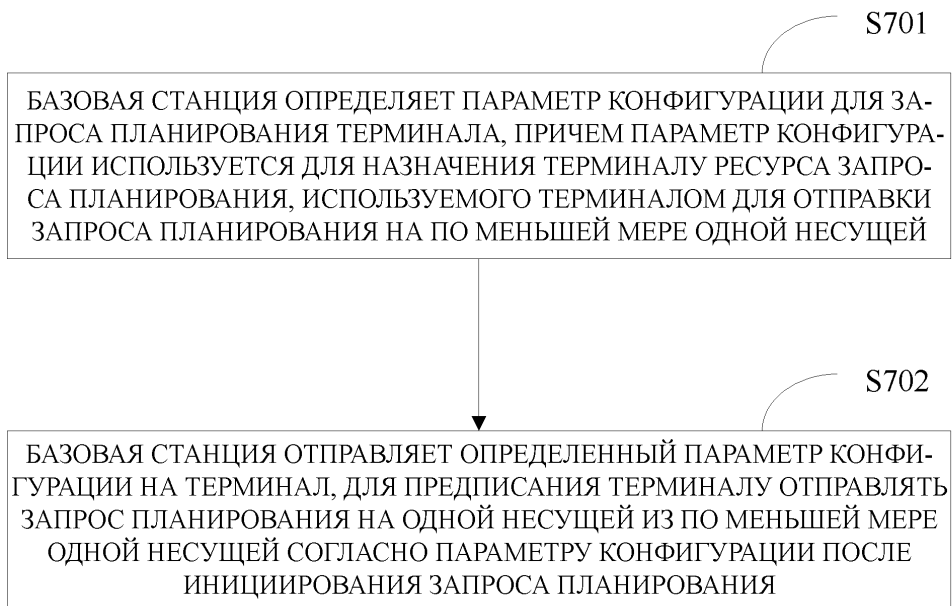 S701
БАЗОВАЯ СТАНЦИЯ ОПРЕДЕЛЯЕТ ПАРАМЕТР КОНФИГУРАЦИИ ДЛЯ ЗА-
ПРОСА ПЛАНИРОВАНИЯ ТЕРМИНАЛА, ПРИЧЕМ ПАРАМЕТР КОНФИГУРА-
ЦИИ ИСПОЛЬЗУЕТСЯ ДЛЯ НАЗНАЧЕНИЯ ТЕРМИНАЛУ РЕСУРСА ЗАПРО-
СА ПЛАНИРОВАНИЯ, ИСПОЛЬЗУЕМОГО ТЕРМИНАЛОМ ДЛЯ ОТПРАВКИ
ЗАПРОСА ПЛАНИРОВАНИЯ НА ПО МЕНЬШЕЙ МЕРЕ ОДНОЙ НЕСУЩЕЙ
S702
БАЗОВАЯ СТАНЦИЯ ОТПРАВЛЯЕТ ОПРЕДЕЛЕННЫЙ ПАРАМЕТР КОНФИ-
ГУРАЦИИ НА ТЕРМИНАЛ, ДЛЯ ПРЕДПИСАНИЯ ТЕРМИНАЛУ ОТПРАВЛЯТЬ
ЗАПРОС ПЛАНИРОВАНИЯ НА ОДНОЙ НЕСУЩЕЙ ИЗ ПО МЕНЬШЕЙ МЕРЕ
ОДНОЙ НЕСУЩЕЙ СОГЛАСНО ПАРАМЕТРУ КОНФИГУРАЦИИ ПОСЛЕ
ИНИЦИИРОВАНИЯ ЗАПРОСА ПЛАНИРОВАНИЯ